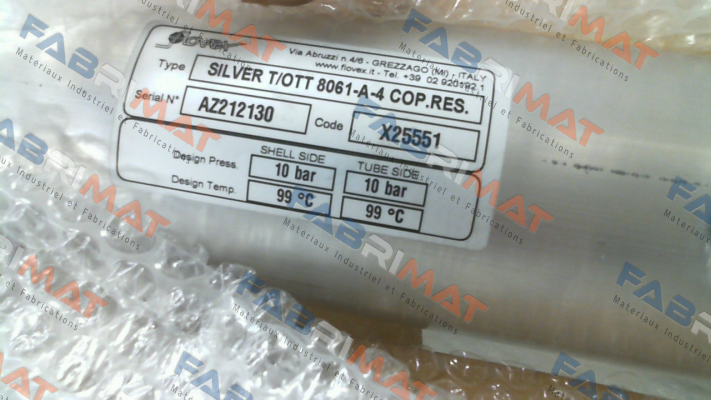 FLOVEX
Via Abruzzi n.4/6 - GREZZAGO (MI) - ITALY
www.flovex.it - Tel. +39 02 920192.1
Type SILVER T/OTT 8061-A-4 COP.RES.
Serial N° AZ212130 Code X25551
SHELL SIDE TUBE SIDE
Design Press. 10 bar 10 bar
Design Temp. 99 °C 99 °C
FABRIMAT
Materiaux Industriel et Fabrications